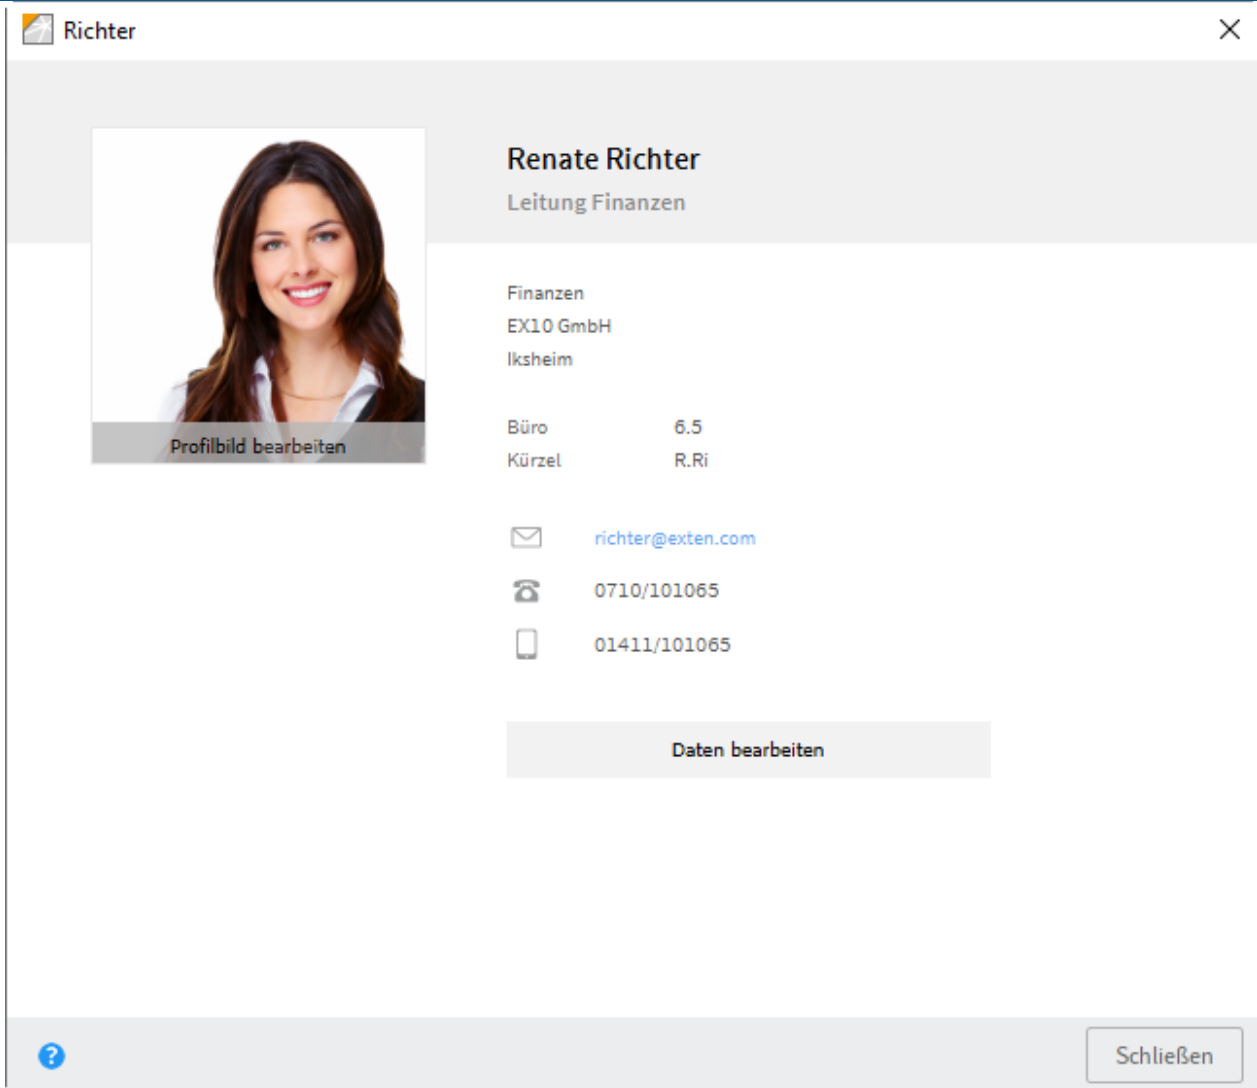 Richter
Renate Richter
Leitung Finanzen
Profilbild bearbeiten
Finanzen
EX10 GmbH
Iksheim
Büro 6.5
Kürzel R.Ri
richter@exten.com
0710/101065
01411/101065
Daten bearbeiten
?
Schließen